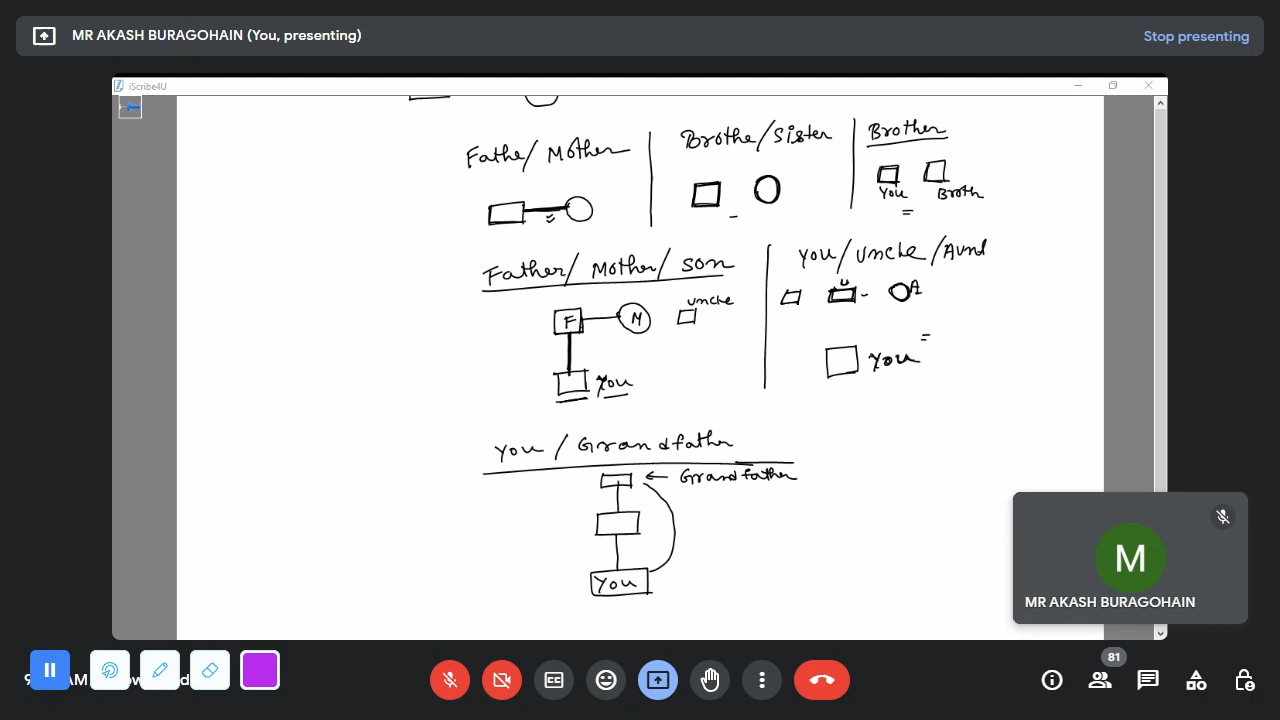 MR AKASH BURAGOHAIN (You, presenting)
Stop presenting
iScribe4U
Fathe/Mother
Brothe/Sister
Brother
You
Broth
Father/Mother/son
F
M
uncle
You
You/Uncle/Aunt
U
A
You
You/Grandfather
Grandfather
You
M
MR AKASH BURAGOHAIN
81